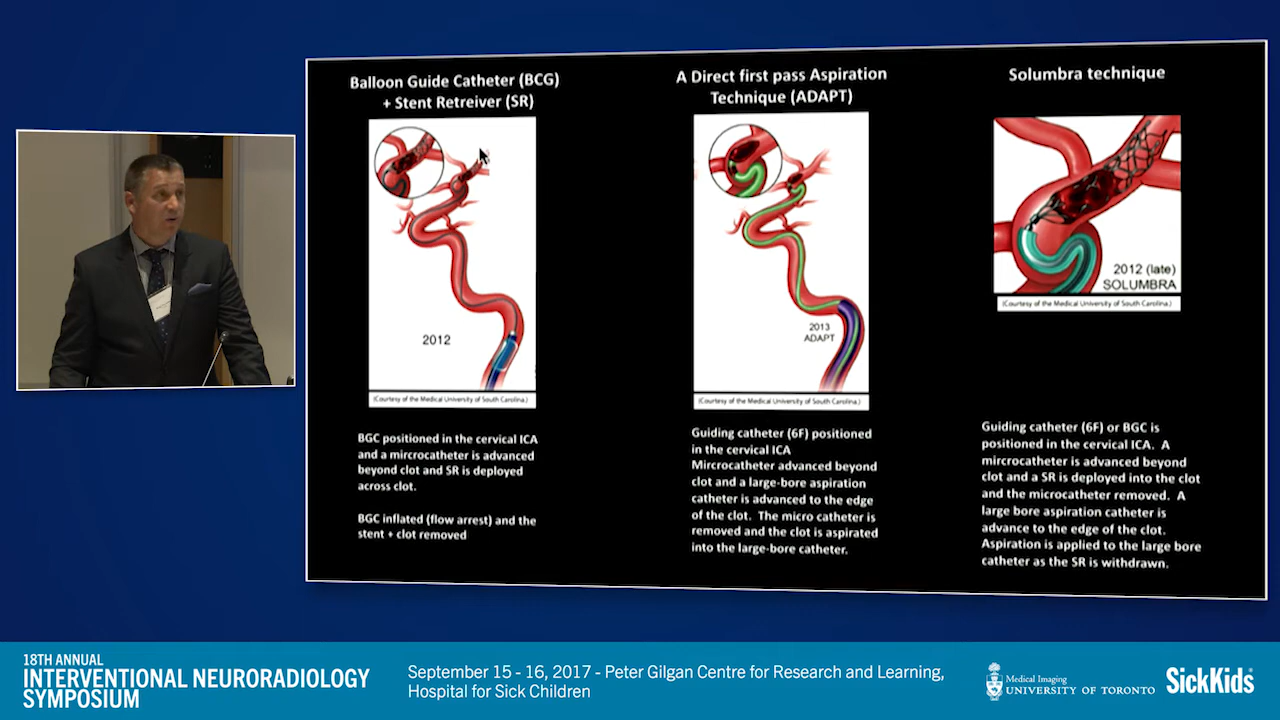 Balloon Guide Catheter (BCG)
+ Stent Retreiver (SR)
2012
(Courtesy of the Medical University of South Carolina.)
BGC positioned in the cervical ICA
and a mircrocatheter is advanced
beyond clot and SR is deployed
across clot.
BGC inflated (flow arrest) and the
stent + clot removed
A Direct first pass Aspiration
Technique (ADAPT)
2013
ADAPT
(Courtesy of the Medical University of South Carolina.)
Guiding catheter (6F) positioned
in the cervical ICA
Mircrocatheter advanced beyond
clot and a large-bore aspiration
catheter is advanced to the edge
of the clot. The micro catheter is
removed and the clot is aspirated
into the large-bore catheter.
Solumbra technique
2012 (late)
SOLUMBRA
(Courtesy of the Medical University of South Carolina.)
Guiding catheter (6F) or BGC is
positioned in the cervical ICA. A
mircrocatheter is advanced beyond
clot and a SR is deployed into the clot
and the microcatheter removed. A
large bore aspiration catheter is
advance to the edge of the clot.
Aspiration is applied to the large bore
catheter as the SR is withdrawn.
18TH ANNUAL
INTERVENTIONAL NEURORADIOLOGY
SYMPOSIUM
September 15 - 16, 2017 - Peter Gilgan Centre for Research and Learning,
Hospital for Sick Children
Medical Imaging
UNIVERSITY OF TORONTO
SickKids